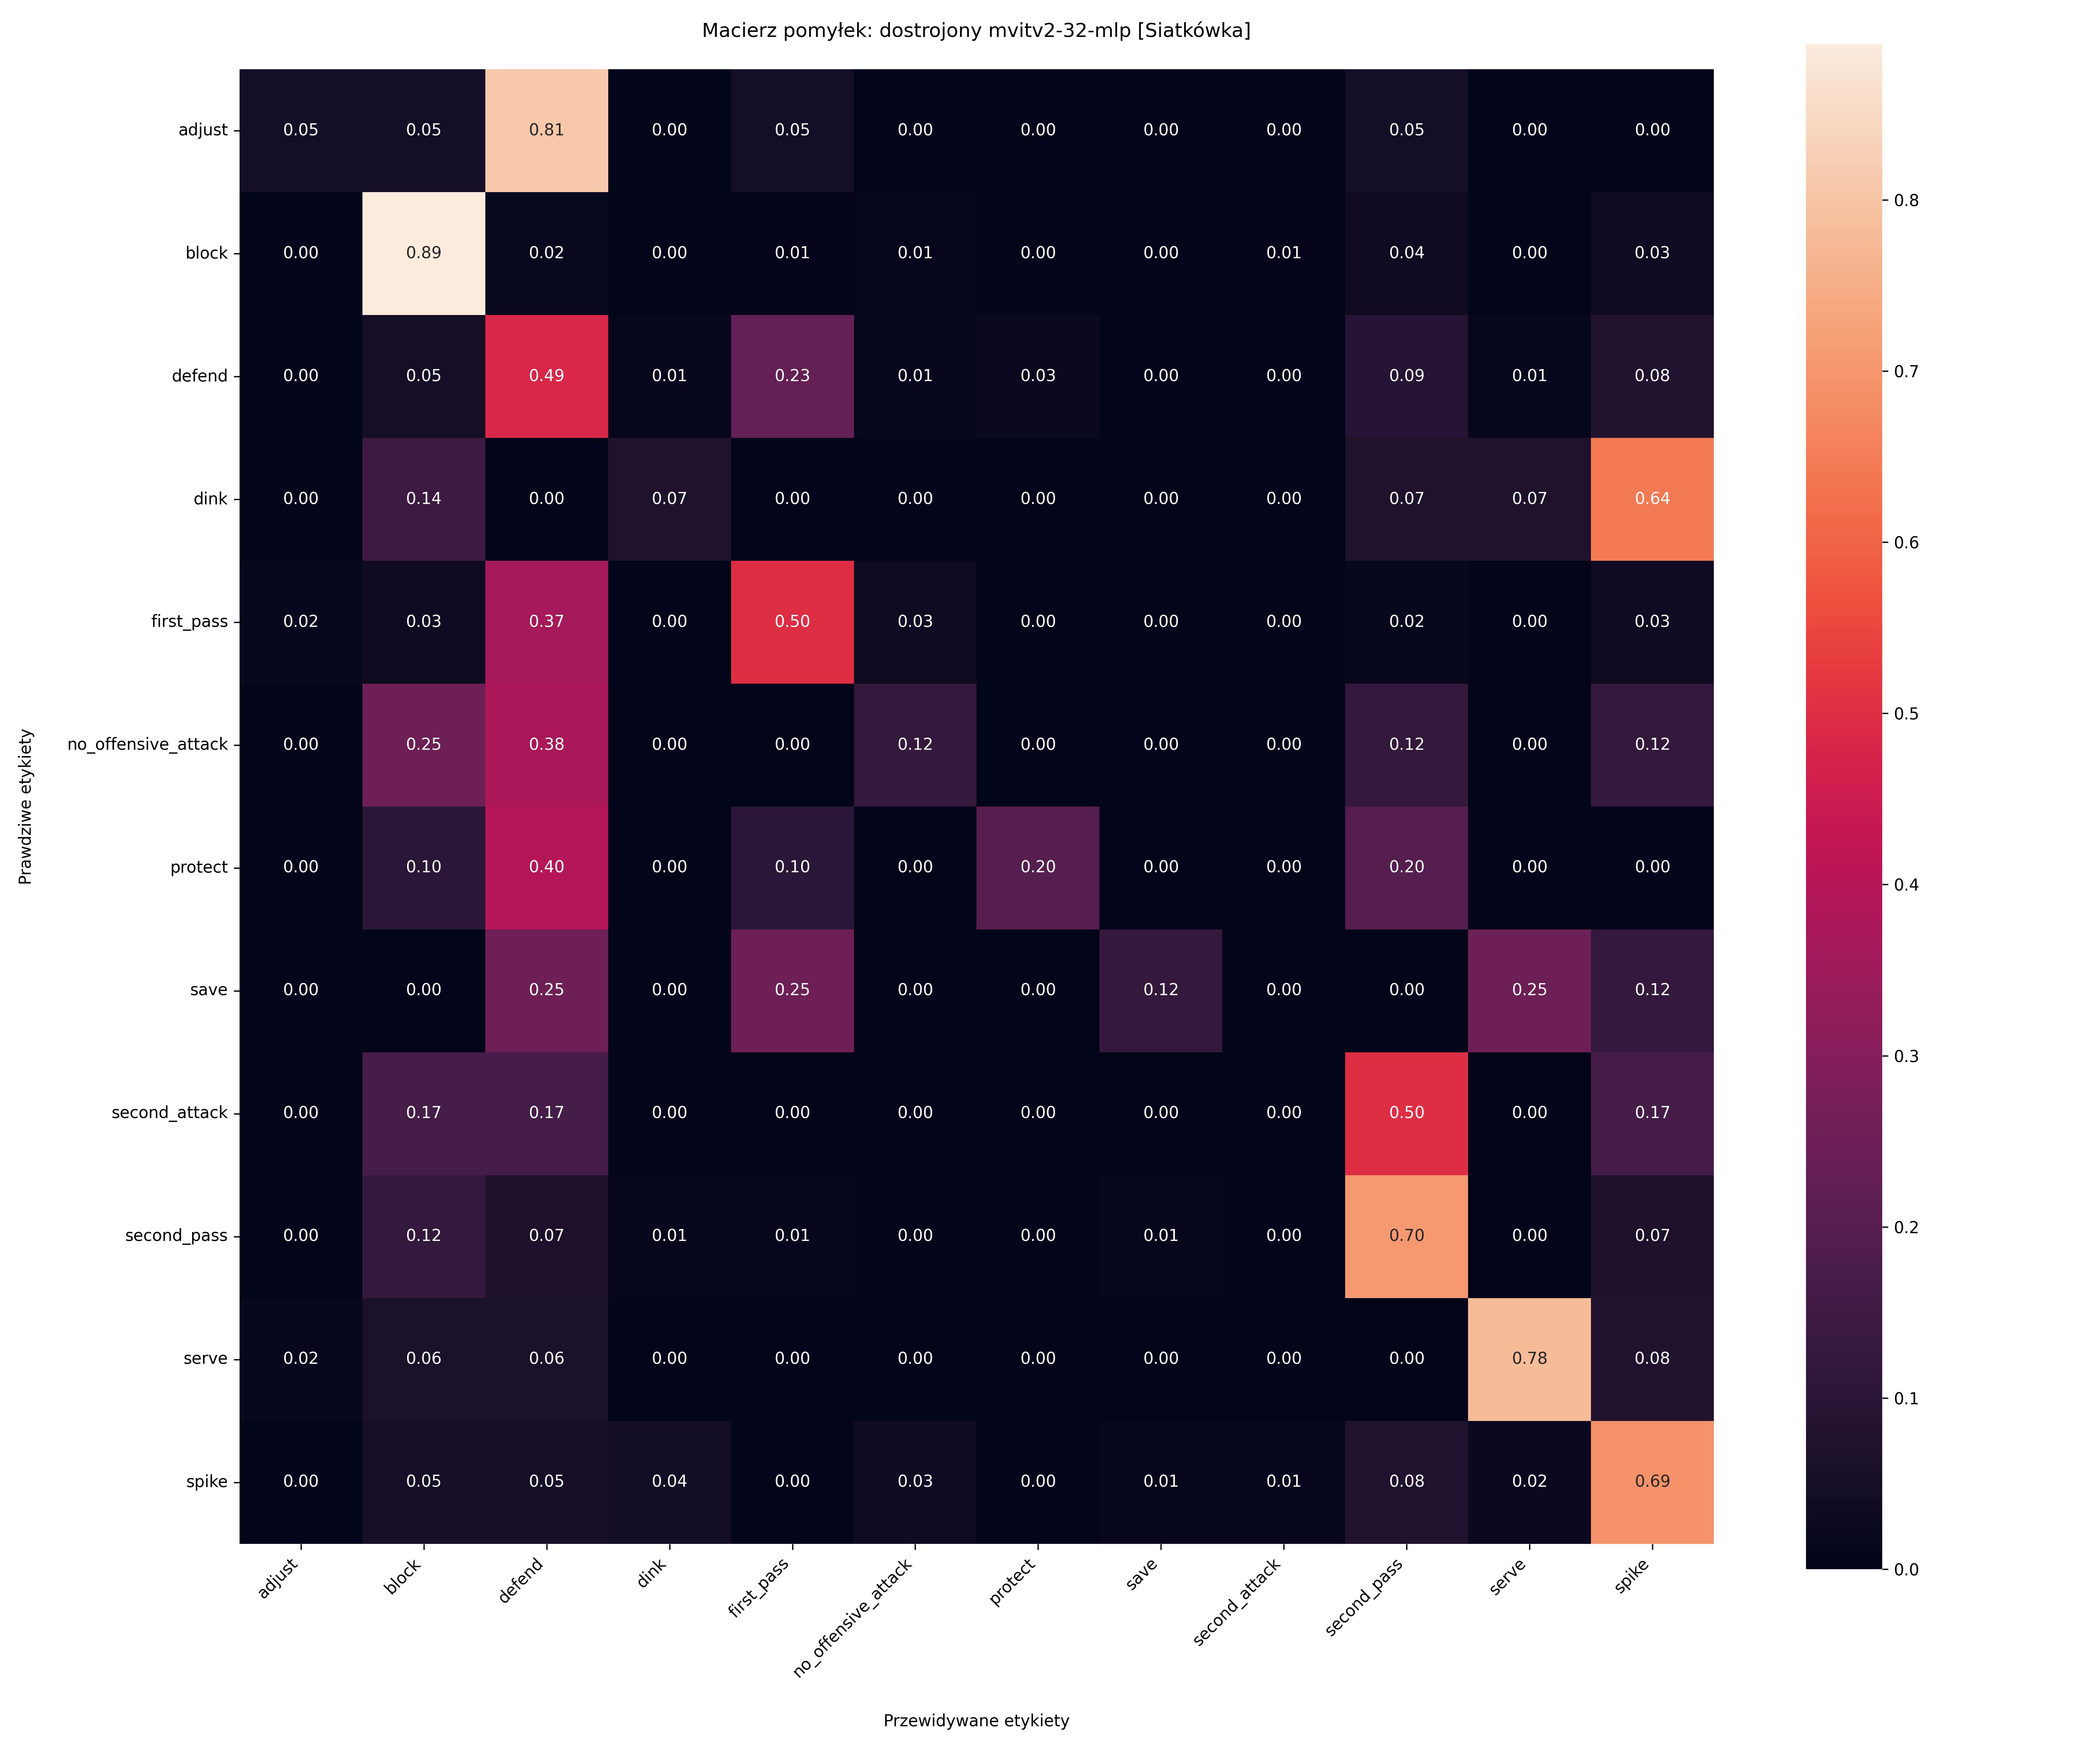 Macierz pomyłek: dostrojony mvitv2-32-mlp [Siatkówka]
adjust 0.05 0.05 0.81 0.00 0.05 0.00 0.00 0.00 0.00 0.05 0.00 0.00
block 0.00 0.89 0.02 0.00 0.01 0.01 0.00 0.00 0.01 0.04 0.00 0.03
defend 0.00 0.05 0.49 0.01 0.23 0.01 0.03 0.00 0.00 0.09 0.01 0.08
dink 0.00 0.14 0.00 0.07 0.00 0.00 0.00 0.00 0.00 0.07 0.07 0.64
first_pass 0.02 0.03 0.37 0.00 0.50 0.03 0.00 0.00 0.00 0.02 0.00 0.03
no_offensive_attack 0.00 0.25 0.38 0.00 0.00 0.12 0.00 0.00 0.00 0.12 0.00 0.12
protect 0.00 0.10 0.40 0.00 0.10 0.00 0.20 0.00 0.00 0.20 0.00 0.00
save 0.00 0.00 0.25 0.00 0.25 0.00 0.00 0.12 0.00 0.00 0.25 0.12
second_attack 0.00 0.17 0.17 0.00 0.00 0.00 0.00 0.00 0.00 0.50 0.00 0.17
second_pass 0.00 0.12 0.07 0.01 0.01 0.00 0.00 0.01 0.00 0.70 0.00 0.07
serve 0.02 0.06 0.06 0.00 0.00 0.00 0.00 0.00 0.00 0.00 0.78 0.08
spike 0.00 0.05 0.05 0.04 0.00 0.03 0.00 0.01 0.01 0.08 0.02 0.69
adjust block defend dink first_pass no_offensive_attack protect save second_attack second_pass serve spike
Prawdziwe etykiety
Przewidywane etykiety
0.8
0.7
0.6
0.5
0.4
0.3
0.2
0.1
0.0